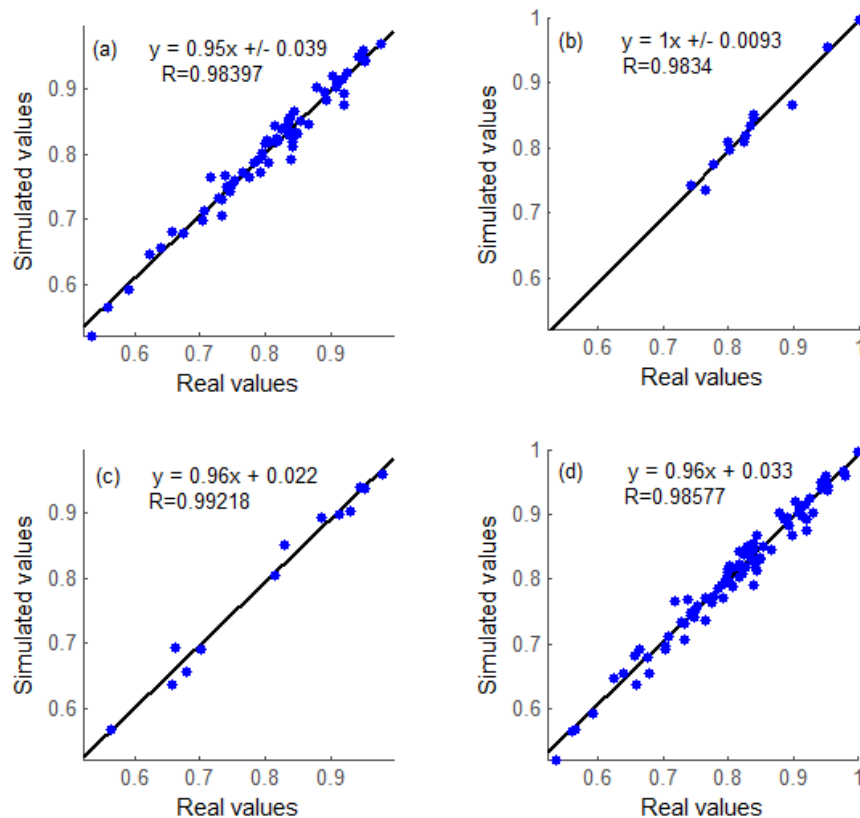 (a) y = 0.95x +/- 0.039
R=0.98397
0.9
0.8
0.7
0.6
Simulated values
0.6 0.7 0.8 0.9
Real values
(b) y = 1x +/- 0.0093
R=0.9834
1
0.9
0.8
0.7
0.6
Simulated values
0.6 0.7 0.8 0.9 1
Real values
(c) y = 0.96x + 0.022
R=0.99218
0.9
0.8
0.7
0.6
Simulated values
0.6 0.7 0.8 0.9
Real values
(d) y = 0.96x + 0.033
R=0.98577
1
0.9
0.8
0.7
0.6
Simulated values
0.6 0.7 0.8 0.9 1
Real values